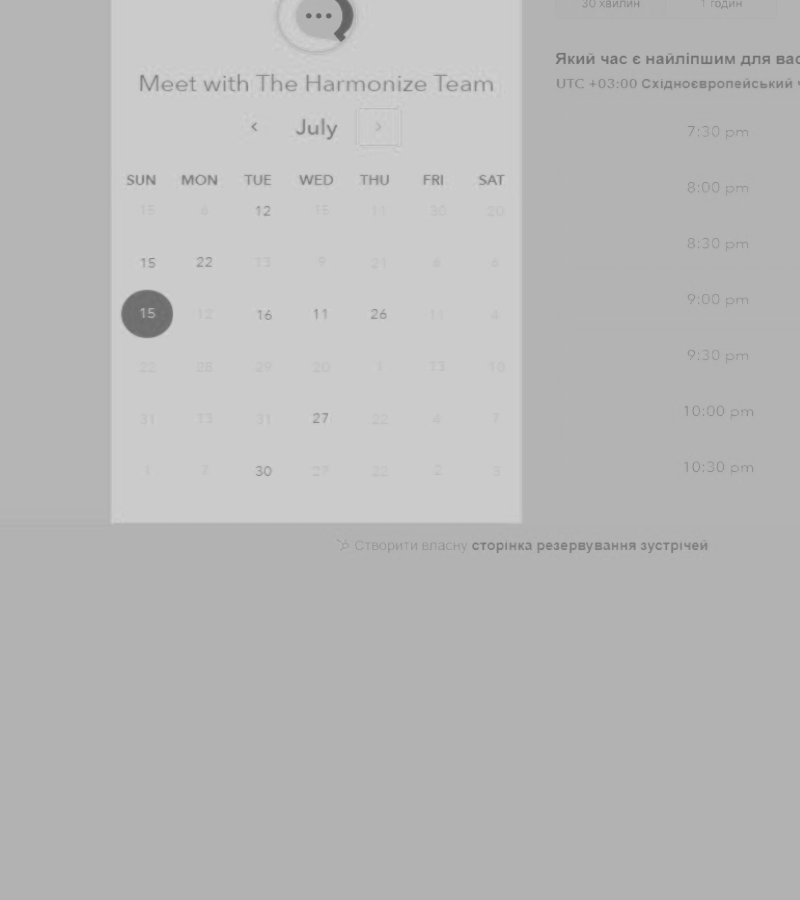 30 хвилин 1 годин
Який час є найліпшим для вас
UTC +03:00 Східноєвропейський ч
Meet with The Harmonize Team
July
SUN MON TUE WED THU FRI SAT
15 6 12 15 11 30 20
15 22 13 9 21 6 6
15 12 16 11 26 11 4
22 28 29 20 1 13 10
31 13 31 27 22 4 7
1 7 30 27 22 2 3
7:30 pm
8:00 pm
8:30 pm
9:00 pm
9:30 pm
10:00 pm
10:30 pm
Створити власну сторінка резервування зустрічей